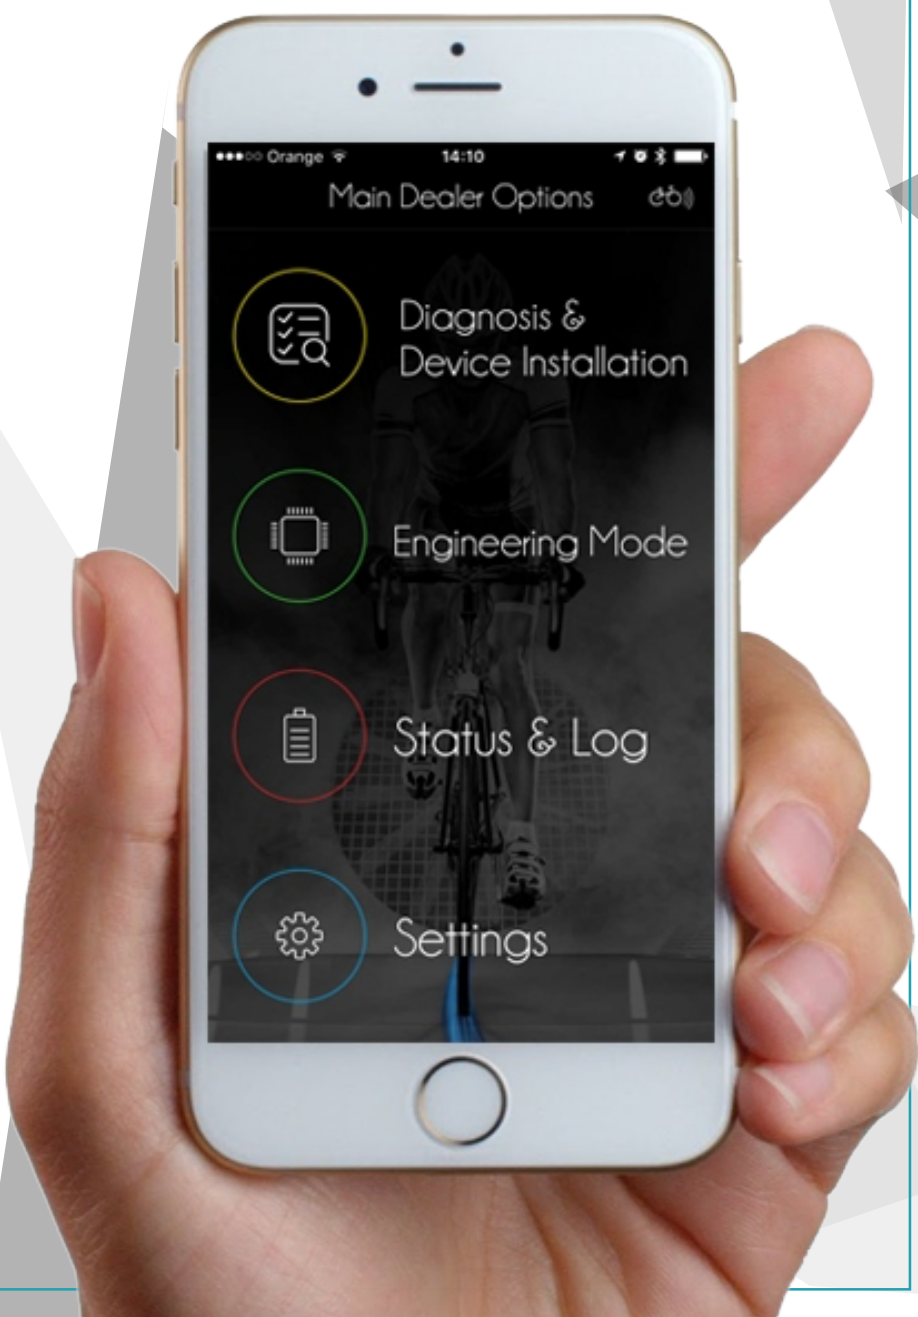 Orange 14:10
Main Dealer Options
Diagnosis &
Device Installation
Engineering Mode
Status & Log
Settings